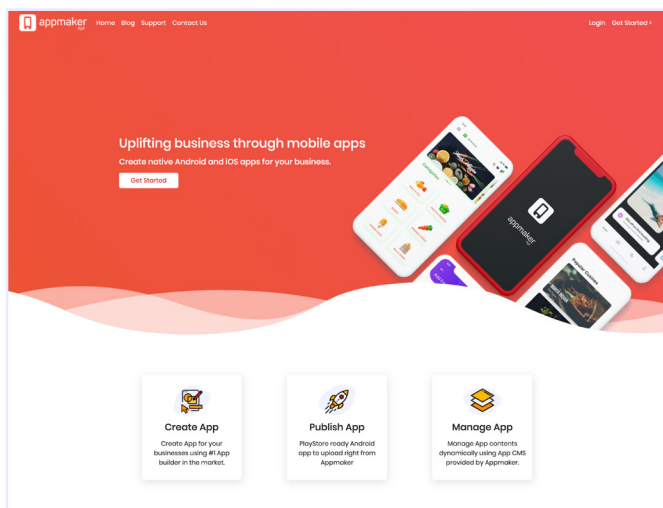 appmaker
Home Blog Support Contact Us
Login Get Started >
Uplifting business through mobile apps
Create native Android and iOS apps for your business.
Get Started
Categories
appmaker
Popular Cuisines
Create App
Create App for your
businesses using #1 App
builder in the market.
Publish App
PlayStore ready Android
app to upload right from
Appmaker
Manage App
Manage App contents
dynamically using App CMS
provided by Appmaker.